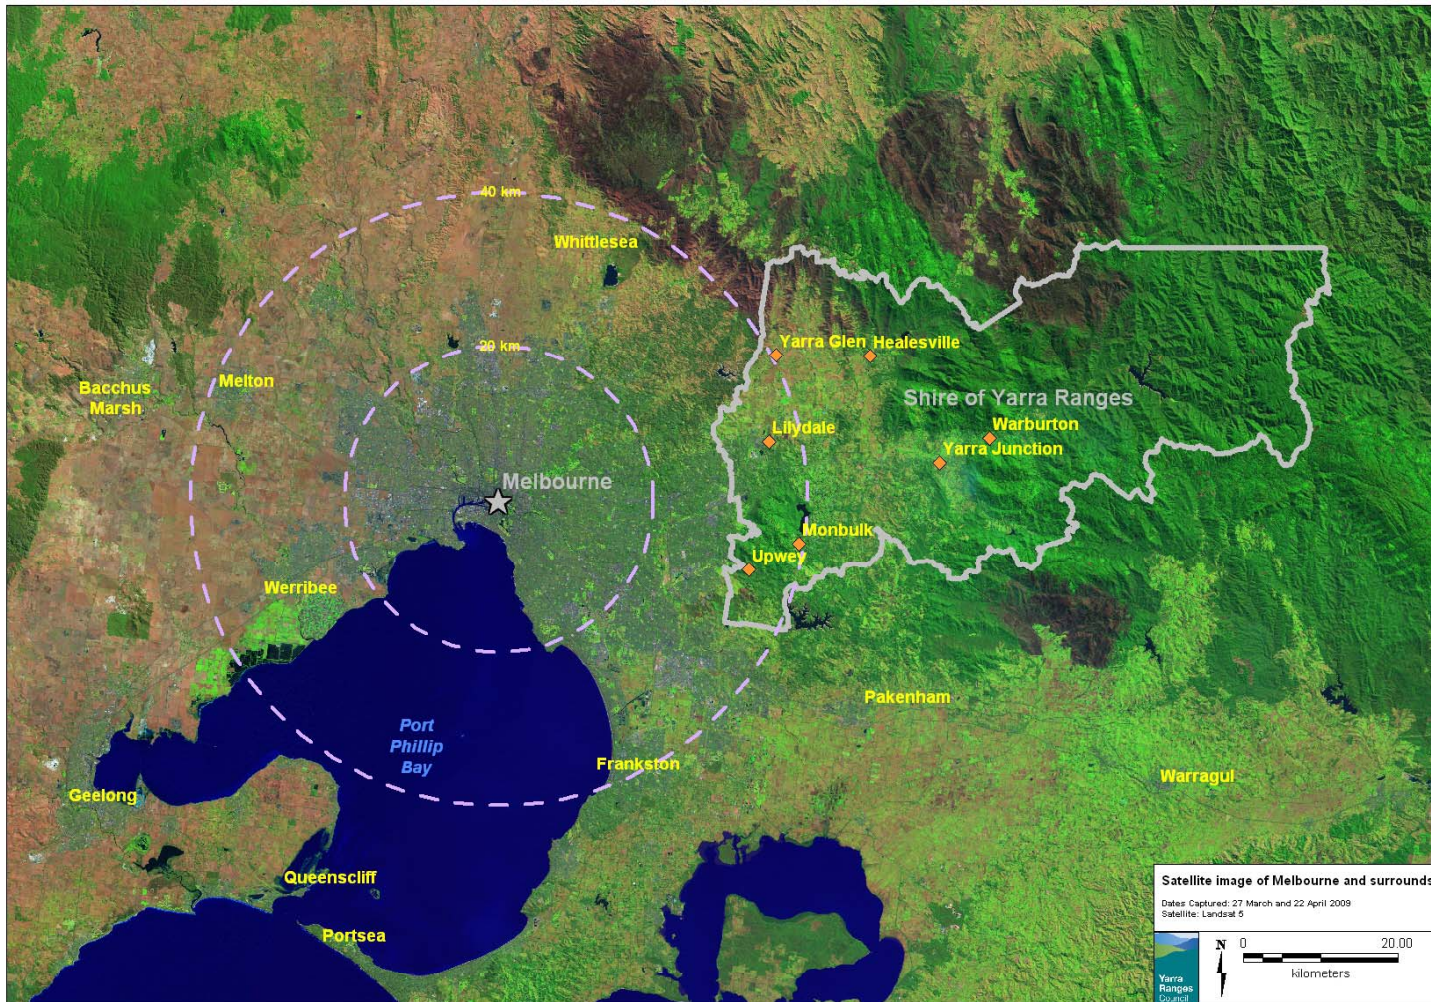 40 km
Whittlesea
20 km
Yarra Glen
Healesville
Bacchus
Marsh
Melton
Shire of Yarra Ranges
Lilydale
Warburton
Yarra Junction
Melbourne
Monbulk
Upwey
Werribee
Pakenham
Port
Phillip
Bay
Frankston
Warragul
Geelong
Queenscliff
Portsea
Satellite image of Melbourne and surrounds
Dates Captured: 27 March and 22 April 2009
Satellite: Landsat 5
Yarra
Ranges
Council
N
0 20.00
kilometers